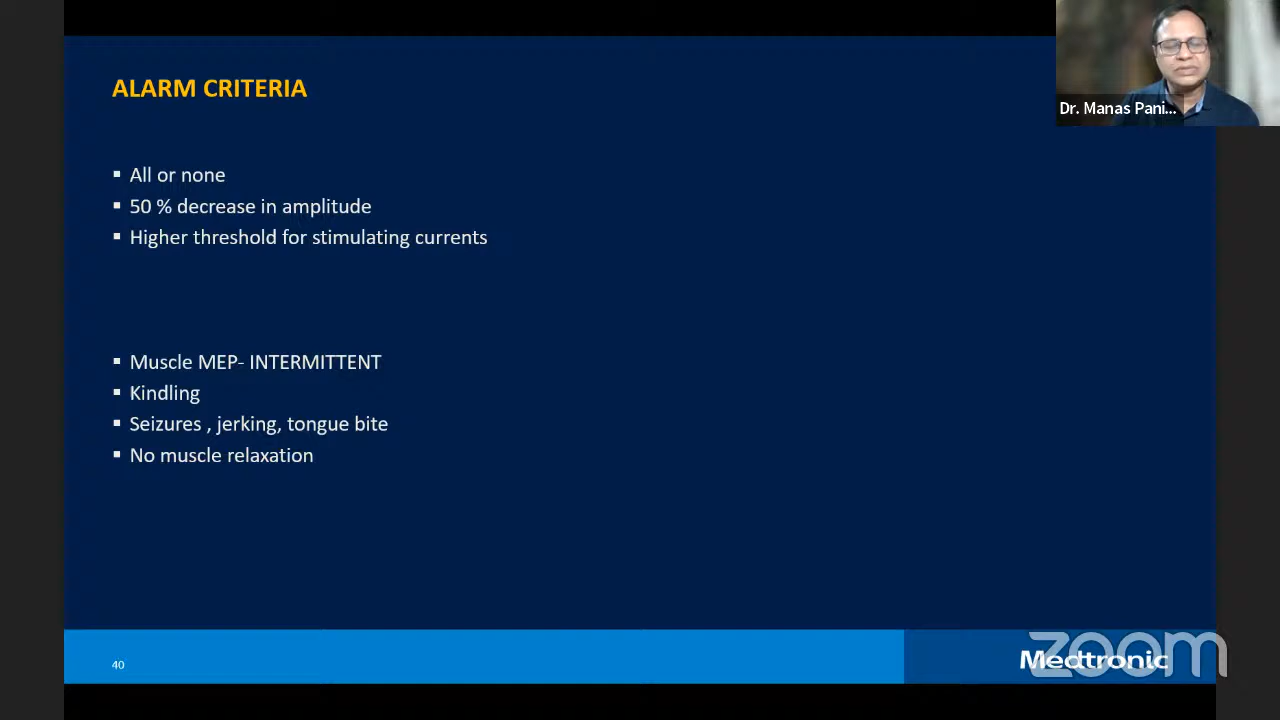 ALARM CRITERIA
Dr. Manas Pani...
▪ All or none
▪ 50 % decrease in amplitude
▪ Higher threshold for stimulating currents
▪ Muscle MEP- INTERMITTENT
▪ Kindling
▪ Seizures , jerking, tongue bite
▪ No muscle relaxation
40
Medtronic
zoom